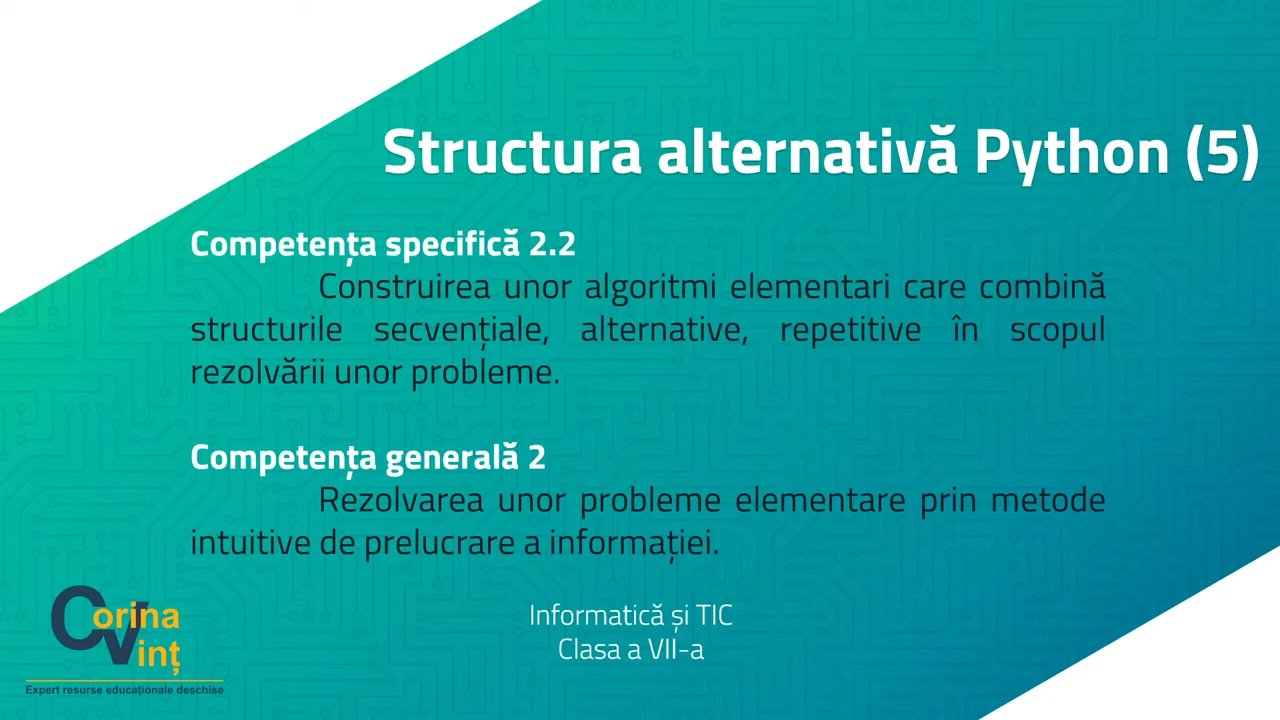 Structura alternativă Python (5)
Competența specifică 2.2
Construirea unor algoritmi elementari care combină
structurile secvențiale, alternative, repetitive în scopul
rezolvării unor probleme.
Competența generală 2
Rezolvarea unor probleme elementare prin metode
intuitive de prelucrare a informației.
Informatică și TIC
Clasa a VII-a
Corina
Vinț
Expert resurse educaționale deschise